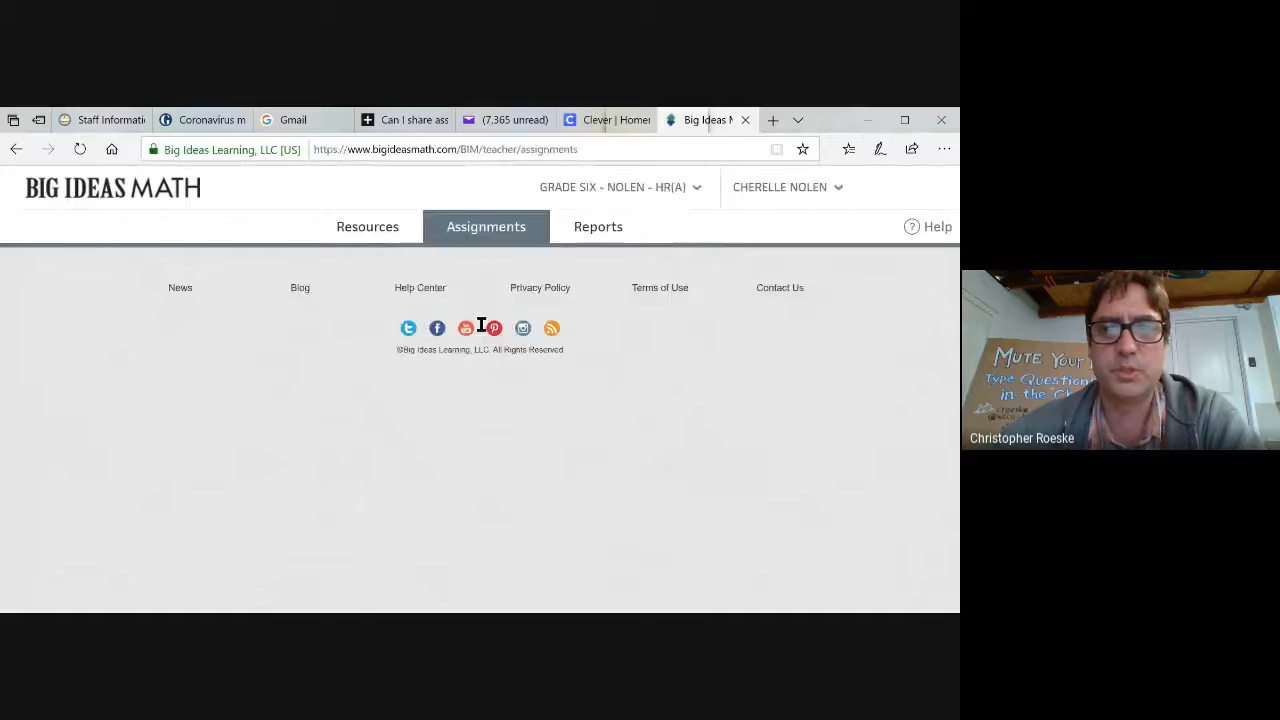 Staff Informati
Coronavirus m
Gmail
Can I share ass
(7,365 unread)
Clever | Home
Big Ideas M
Big Ideas Learning, LLC [US]
https://www.bigideasmath.com/BIM/teacher/assignments
BIG IDEAS MATH
GRADE SIX - NOLEN - HR(A)
CHERELLE NOLEN
Resources
Assignments
Reports
? Help
News
Blog
Help Center
Privacy Policy
Terms of Use
Contact Us
You
©Big Ideas Learning, LLC. All Rights Reserved
MUTE YOUR
Type Question
in the Ch
Christopher Roeske